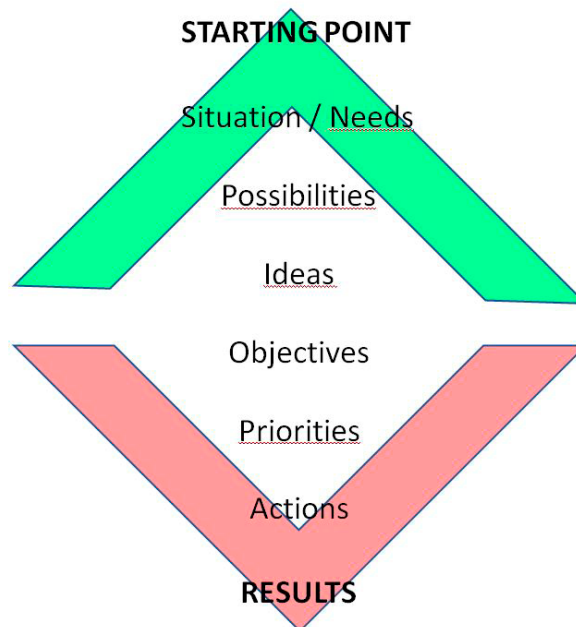 STARTING POINT
Situation / Needs
Possibilities
Ideas
Objectives
Priorities
Actions
RESULTS